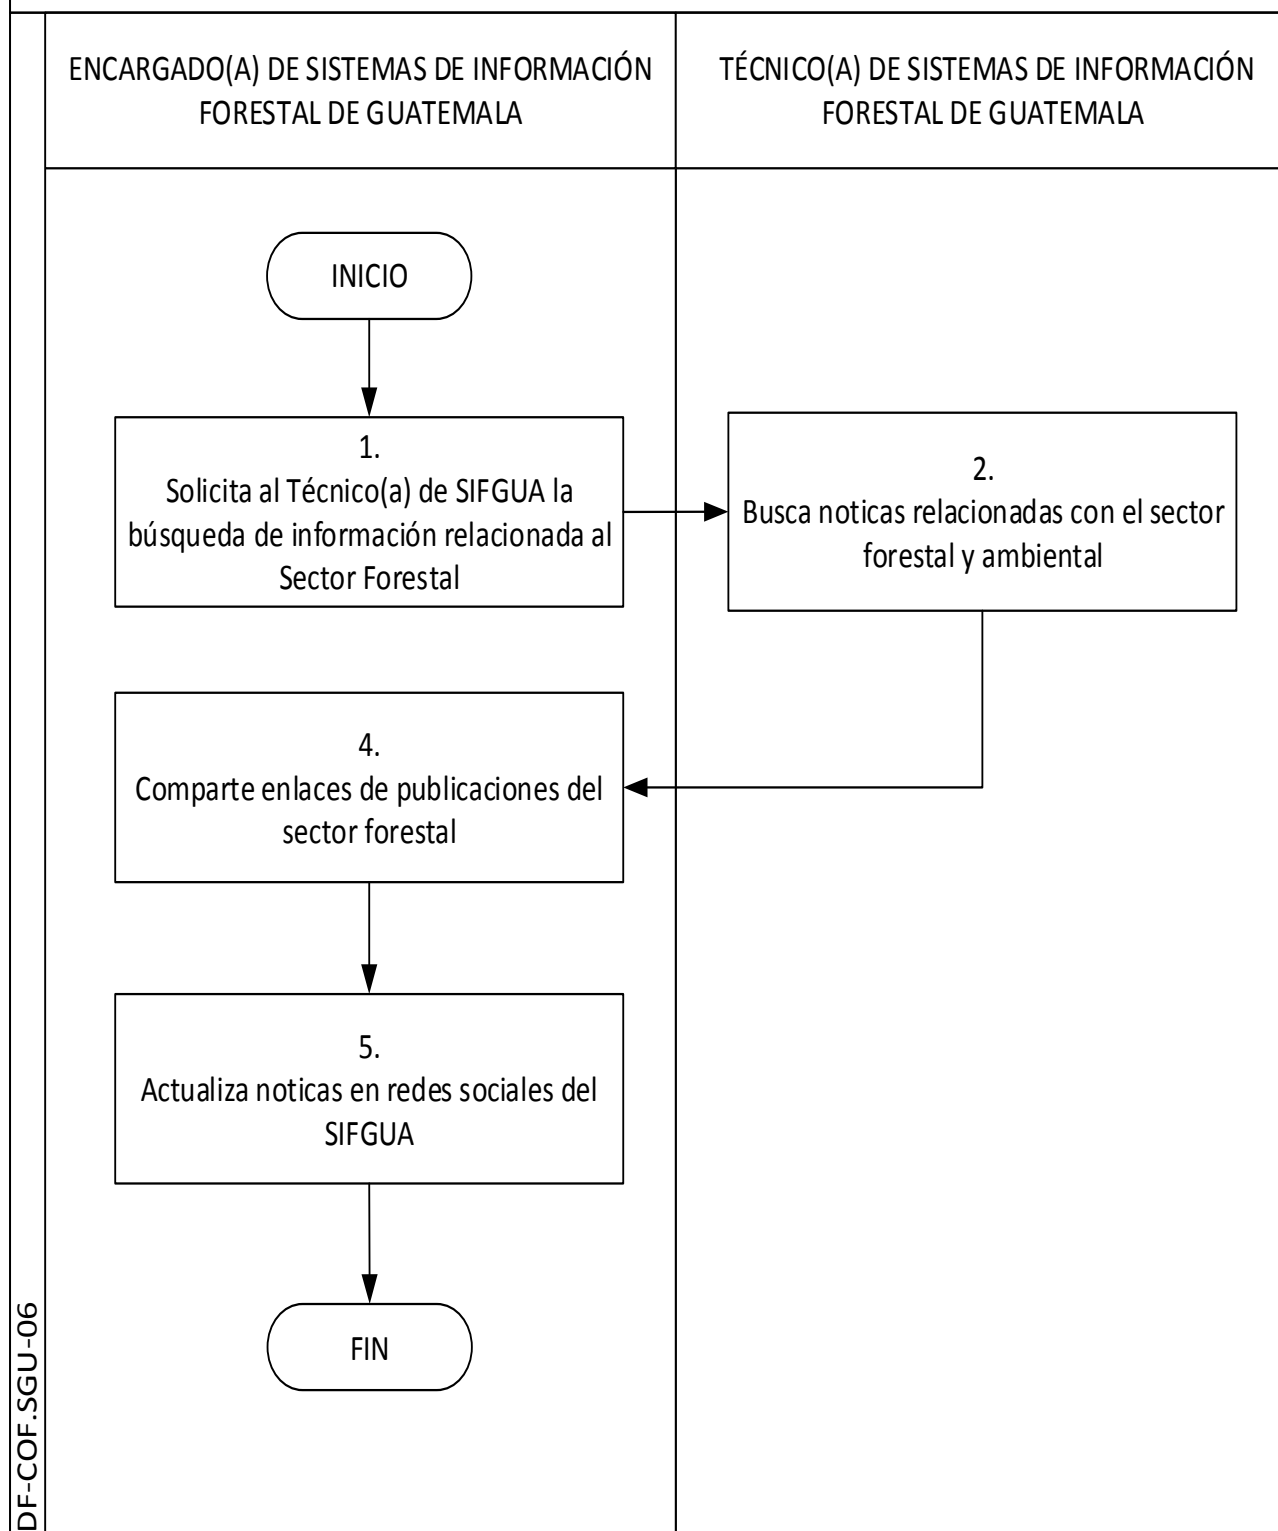 ENCARGADO(A) DE SISTEMAS DE INFORMACIÓN
FORESTAL DE GUATEMALA
TÉCNICO(A) DE SISTEMAS DE INFORMACIÓN
FORESTAL DE GUATEMALA
INICIO
1.
Solicita al Técnico(a) de SIFGUA la
búsqueda de información relacionada al
Sector Forestal
2.
Busca noticas relacionadas con el sector
forestal y ambiental
4.
Comparte enlaces de publicaciones del
sector forestal
5.
Actualiza noticas en redes sociales del
SIFGUA
FIN
DF-COF.SGU-06